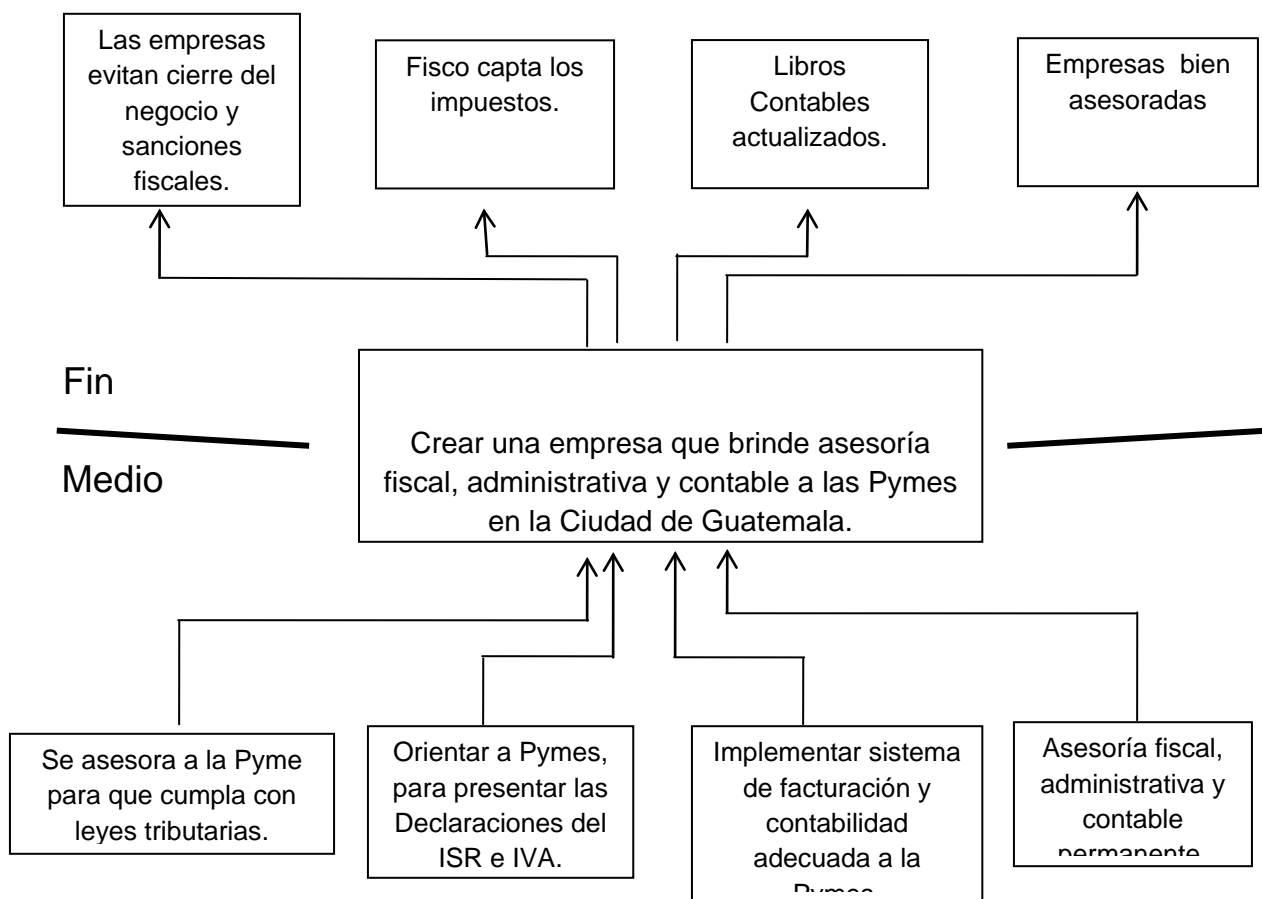 Las empresas
evitan cierre del
negocio y
sanciones
fiscales.
Fisco capta los
impuestos.
Libros
Contables
actualizados.
Empresas bien
asesoradas
Fin
Medio
Crear una empresa que brinde asesoría
fiscal, administrativa y contable a las Pymes
en la Ciudad de Guatemala.
Se asesora a la Pyme
para que cumpla con
leyes tributarias.
Orientar a Pymes,
para presentar las
Declaraciones del
ISR e IVA.
Implementar sistema
de facturación y
contabilidad
adecuada a la
Pymes
Asesoría fiscal,
administrativa y
contable
permanente